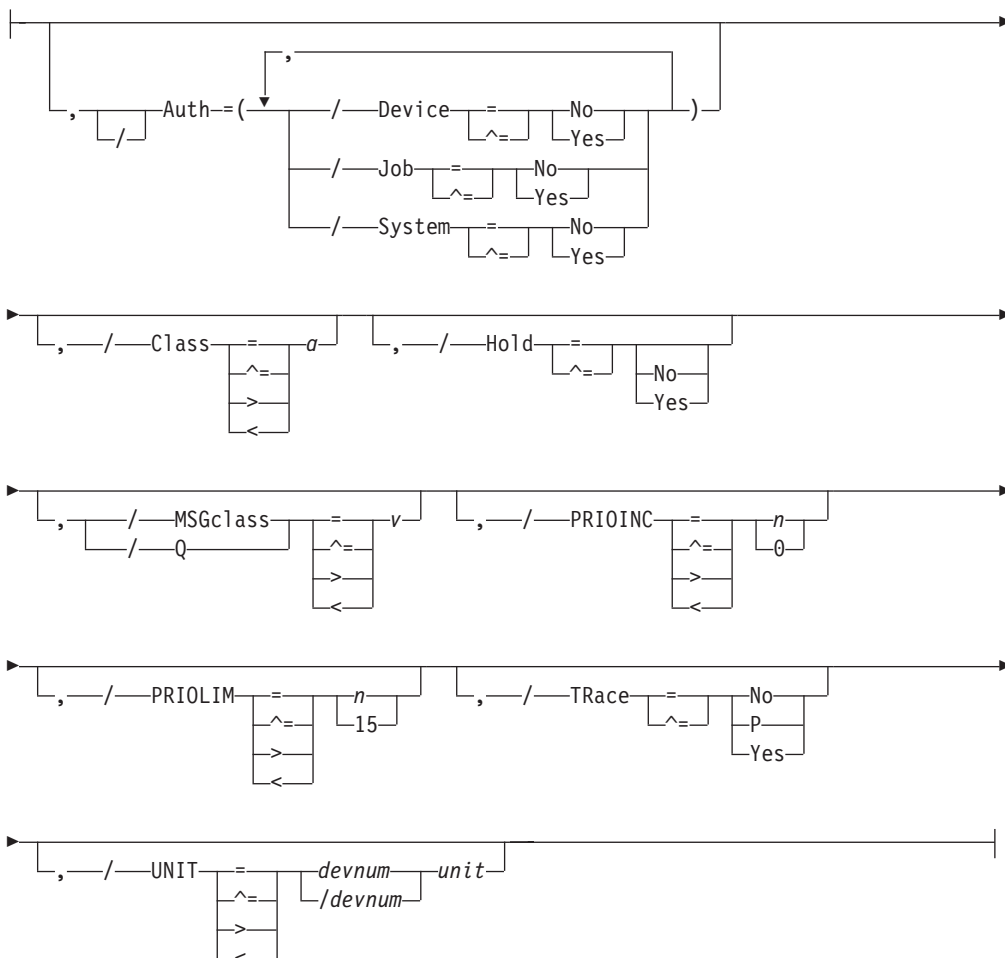 ,
, / Auth =( / Device = ^= No Yes )
/ Job = ^= No Yes
/ System = ^= No Yes
, / Class = a , / Hold = No
^= ^= Yes
>
<
, / MSGclass = v , / PRIOINC = n
/ Q ^= ^= 0
> >
< <
, / PRIOLIM = n , / TRace = No
^= 15 ^= P
> Yes
<
, / UNIT = devnum unit
^= /devnum
>
<